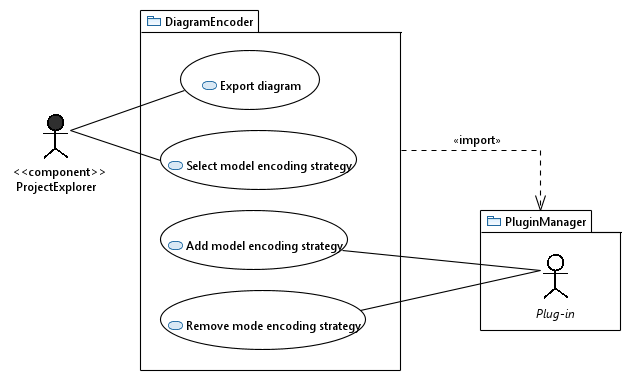 DiagramEncoder
Export diagram
Select model encoding strategy
Add model encoding strategy
Remove mode encoding strategy
<<component>>
ProjectExplorer
«import»
PluginManager
Plug-in